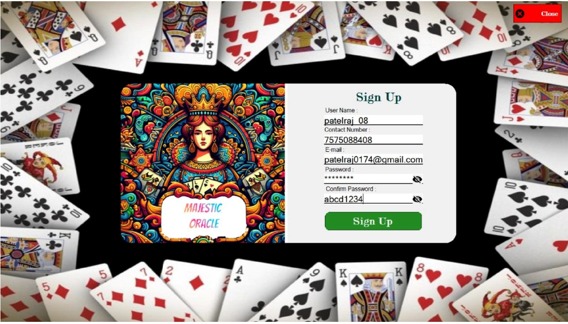 Close
Sign Up
User Name :
patelraj_08
Contact Number :
7575088408
E-mail :
patelraj0174@gmail.com
Password :
********
Confirm Password :
abcd1234
Sign Up
MAJESTIC
ORACLE